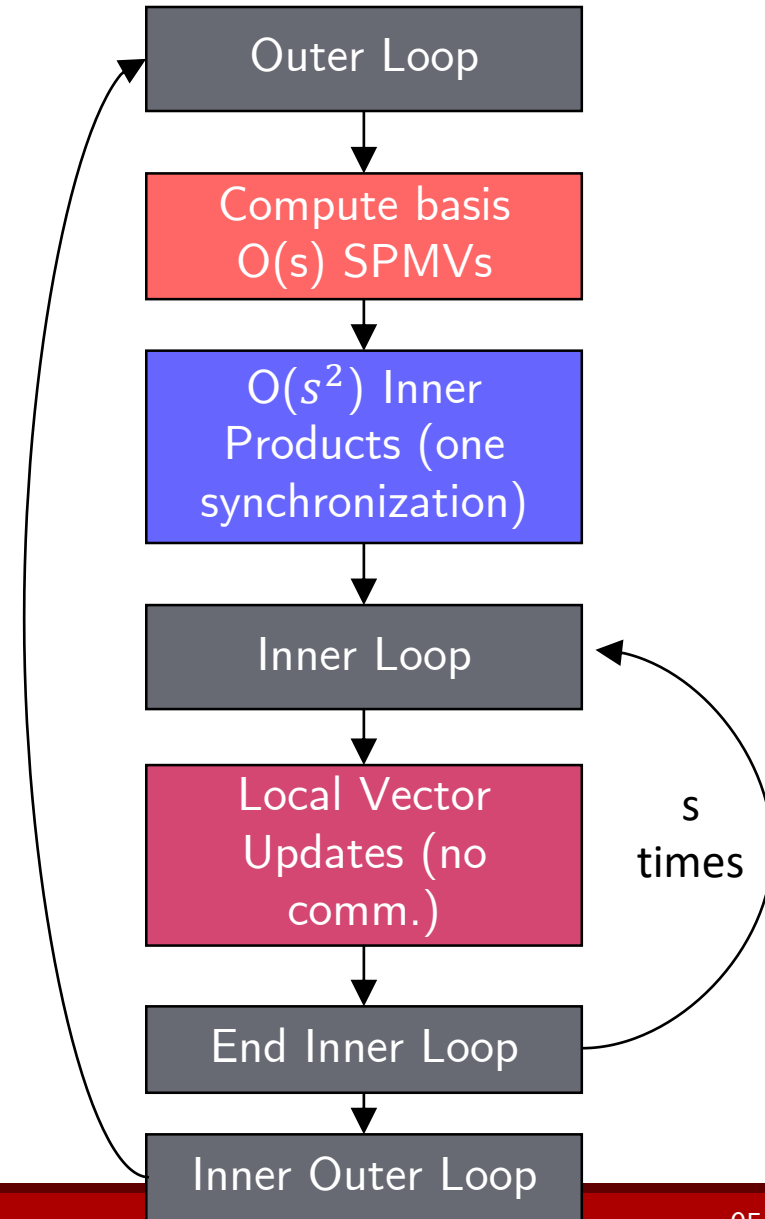 Outer Loop
Compute basis
O(s) SPMVs
O(s²) Inner
Products (one
synchronization)
Inner Loop
Local Vector
Updates (no
comm.)
s
times
End Inner Loop
Inner Outer Loop